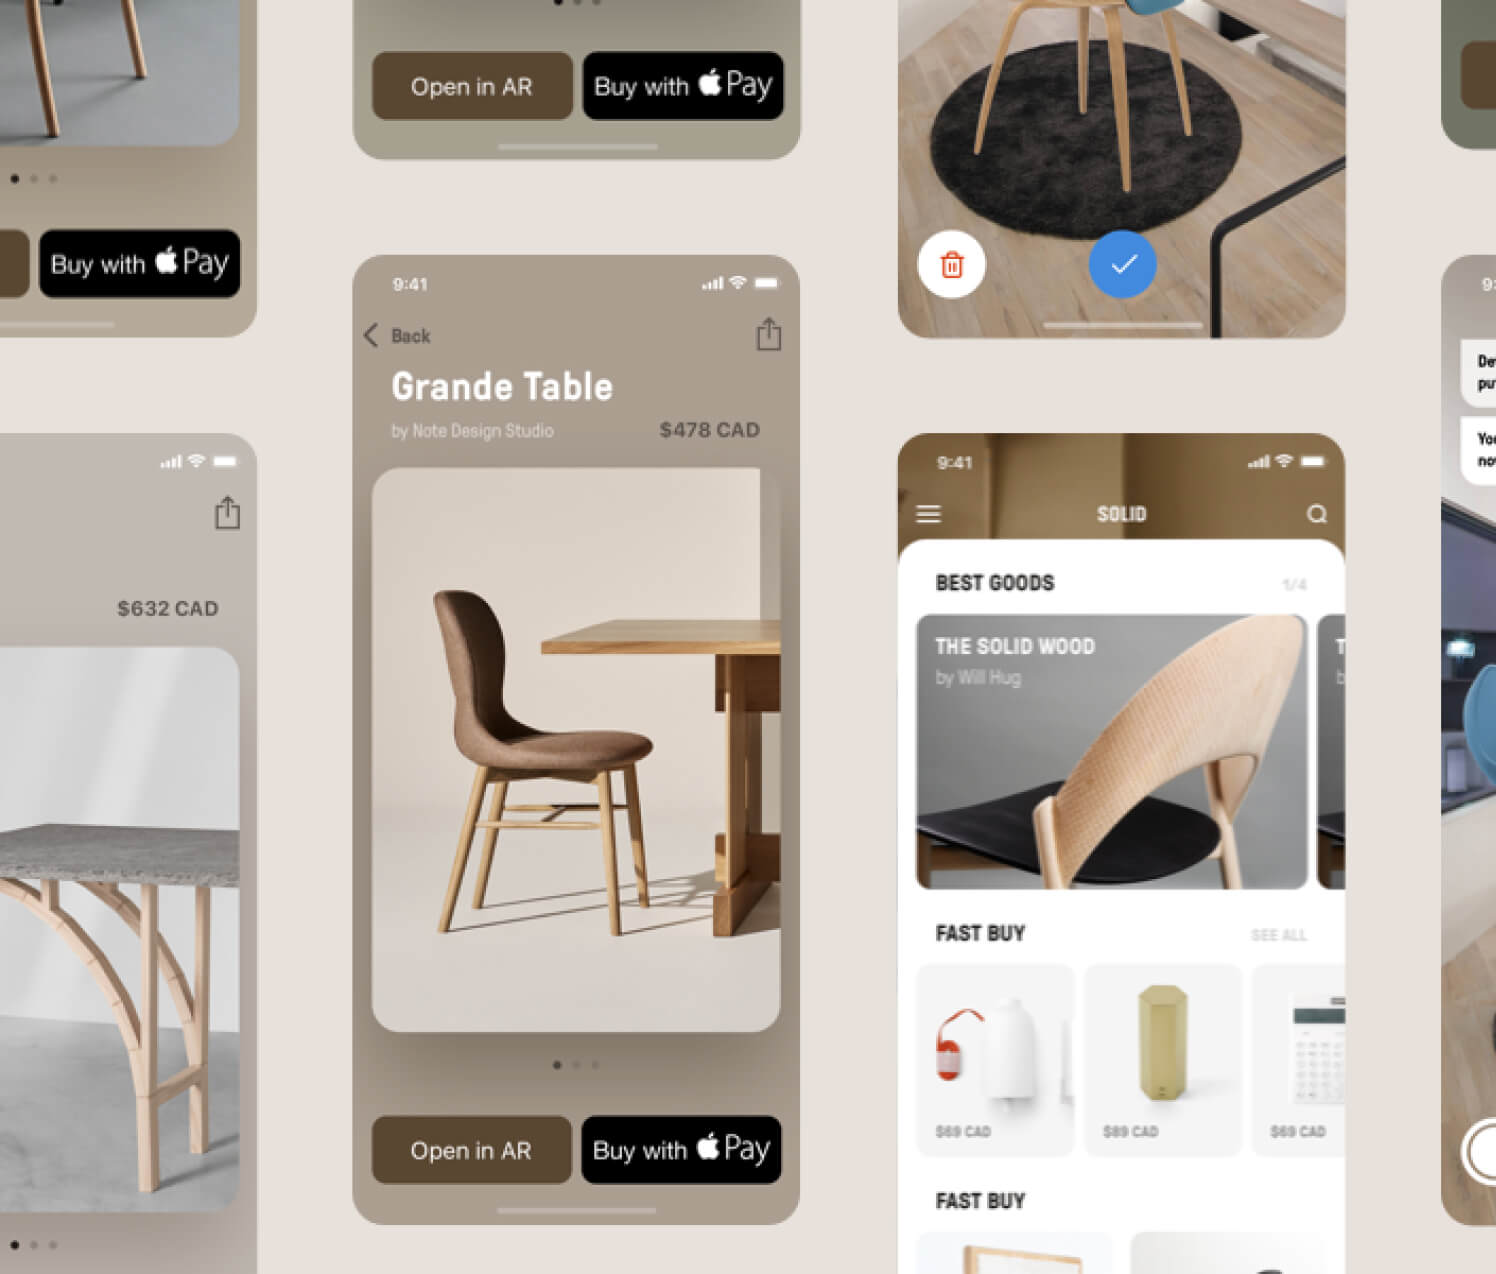 Buy with Pay
$632 CAD
Open in AR
Buy with Pay
9:41
Back
Grande Table
by Note Design Studio
$478 CAD
Open in AR
Buy with Pay
9:41
SOLID
BEST GOODS
1/4
THE SOLID WOOD
by Will Hug
T
b
FAST BUY
SEE ALL
$69 CAD
$89 CAD
$69 CAD
FAST BUY
9:
De
pu
You
no